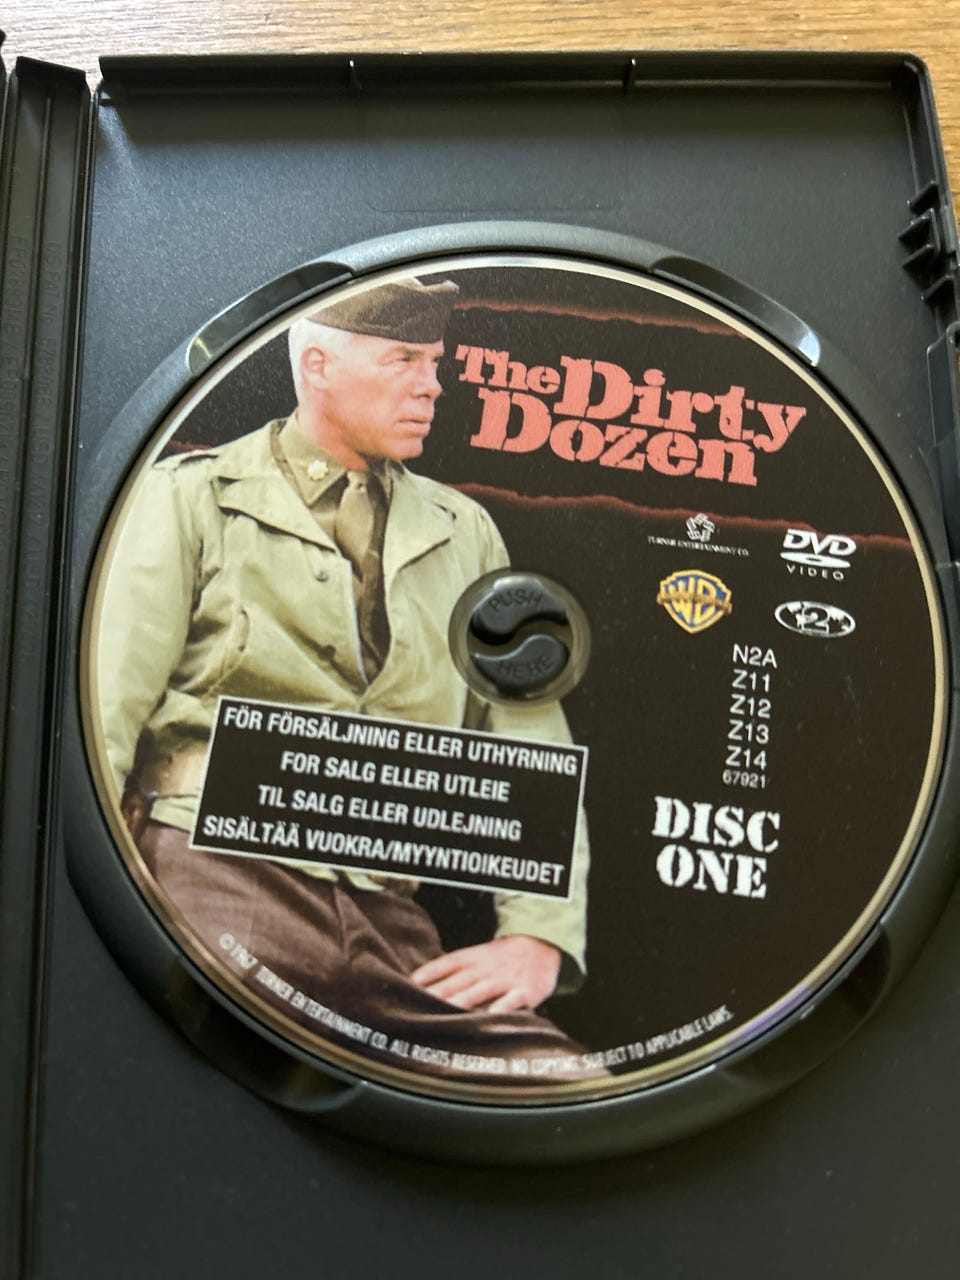 The Dirty
Dozen
TURNER ENTERTAINMENT CO.
DVD
VIDEO
WB
2
PUSH
HERE
N2A
Z11
Z12
Z13
Z14
67921
DISC
ONE
FÖR FÖRSÄLJNING ELLER UTHYRNING
FOR SALG ELLER UTLEIE
TIL SALG ELLER UDLEJNING
SISÄLTÄÄ VUOKRA/MYYNTIOIKEUDET
© 1967 TURNER ENTERTAINMENT CO. ALL RIGHTS RESERVED. NO COPYING. SUBJECT TO APPLICABLE LAWS.